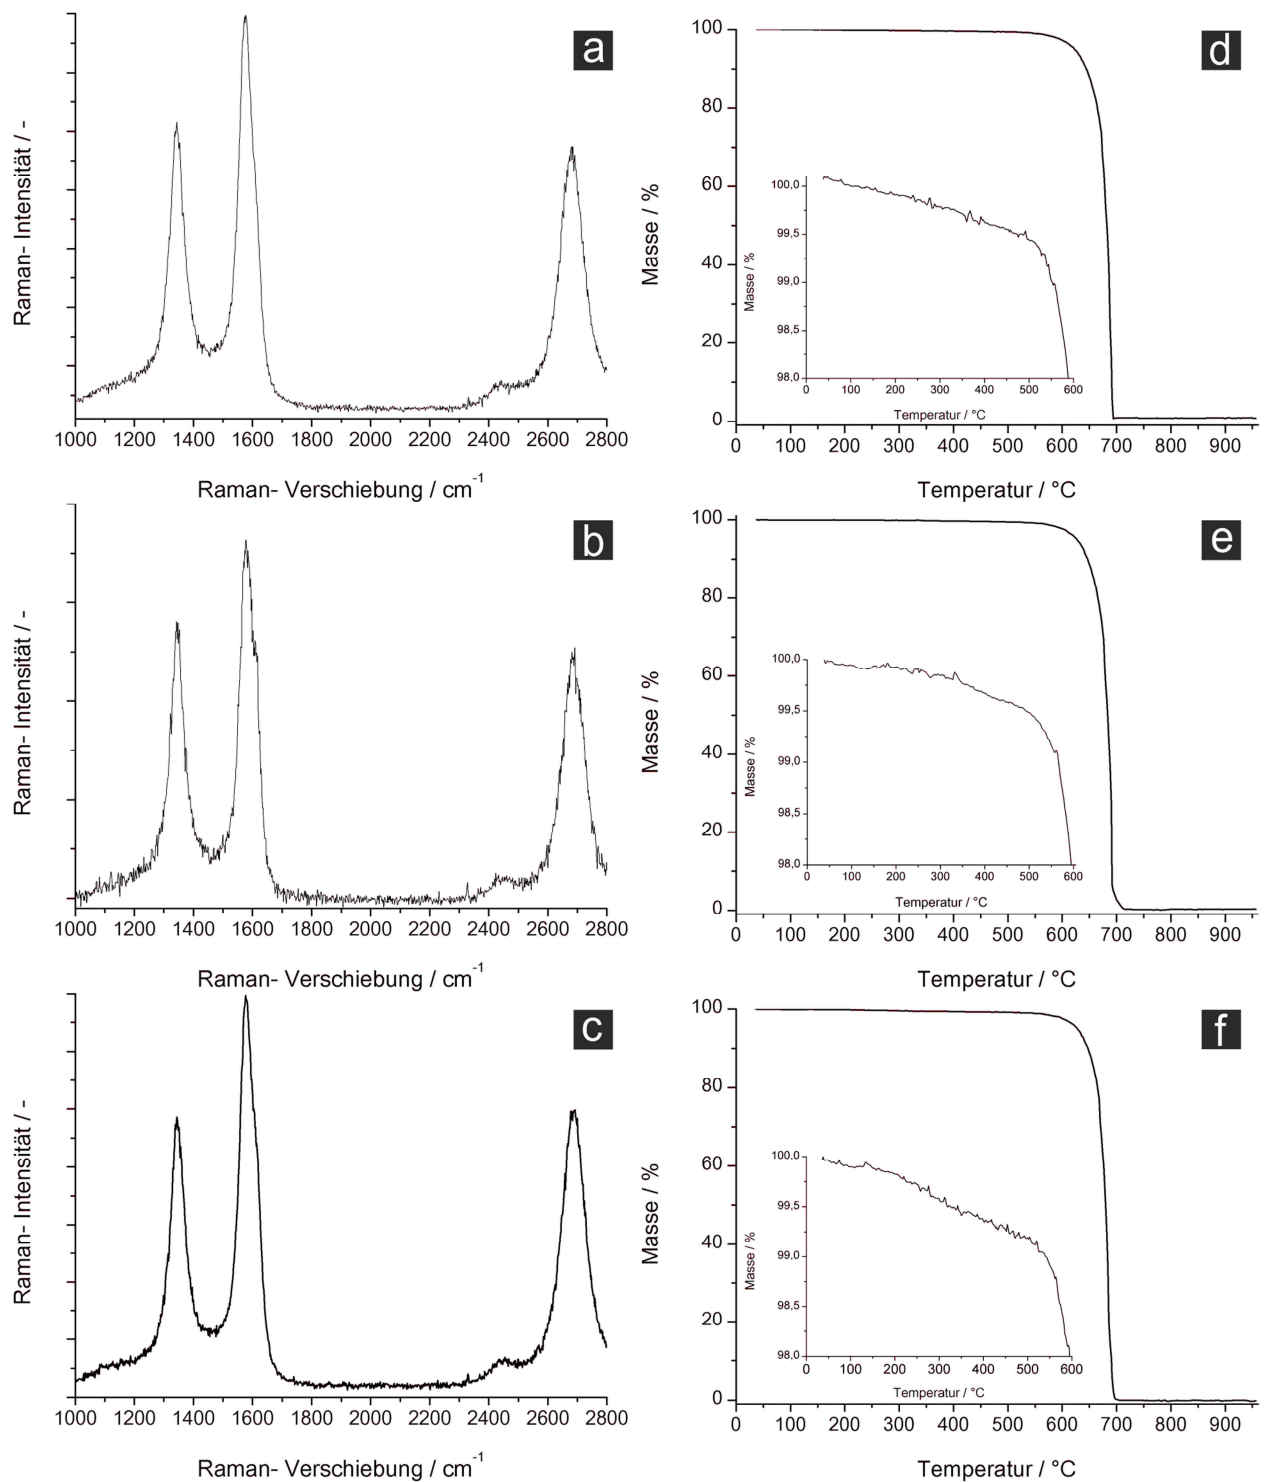 a
Raman- Intensität / -
1000 1200 1400 1600 1800 2000 2200 2400 2600 2800
Raman- Verschiebung / cm⁻¹
d
Masse / %
100
80
60
40
20
0
0 100 200 300 400 500 600 700 800 900
Temperatur / °C
Masse / %
100,0
99,5
99,0
98,5
98,0
0 100 200 300 400 500 600
Temperatur / °C
b
Raman- Intensität / -
1000 1200 1400 1600 1800 2000 2200 2400 2600 2800
Raman- Verschiebung / cm⁻¹
e
Masse / %
100
80
60
40
20
0
0 100 200 300 400 500 600 700 800 900
Temperatur / °C
Masse / %
100,0
99,5
99,0
98,5
98,0
0 100 200 300 400 500 600
Temperatur / °C
c
Raman- Intensität / -
1000 1200 1400 1600 1800 2000 2200 2400 2600 2800
Raman- Verschiebung / cm⁻¹
f
Masse / %
100
80
60
40
20
0
0 100 200 300 400 500 600 700 800 900
Temperatur / °C
Masse / %
100,0
99,5
99,0
98,5
98,0
0 100 200 300 400 500 600
Temperatur / °C